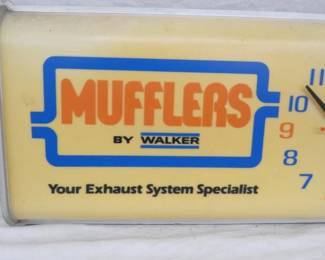 MUFFLERS
BY WALKER
Your Exhaust System Specialist
11
10
9
8
7